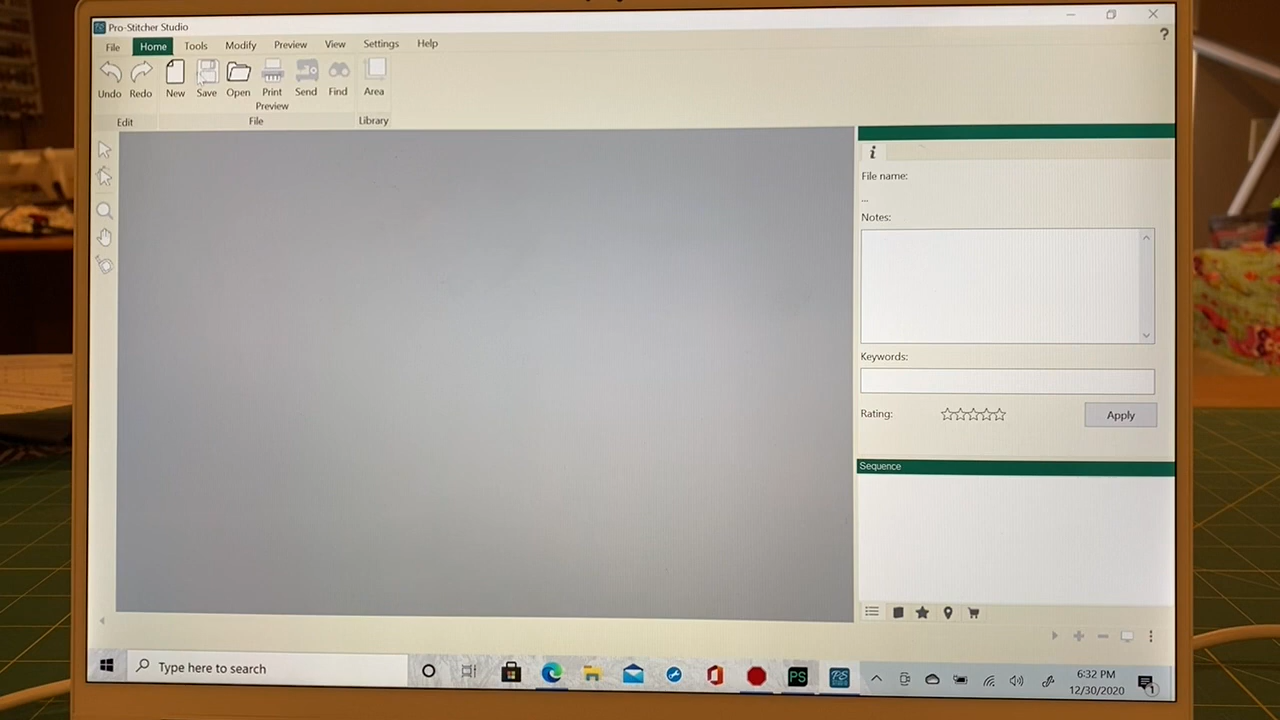 Pro-Stitcher Studio
File Home Tools Modify Preview View Settings Help
?
Undo Redo New Save Open Print Preview Send Find Area
Edit File Library
i
File name:
...
Notes:
Keywords:
Rating: Apply
Sequence
Type here to search
PS
6:32 PM
12/30/2020
1